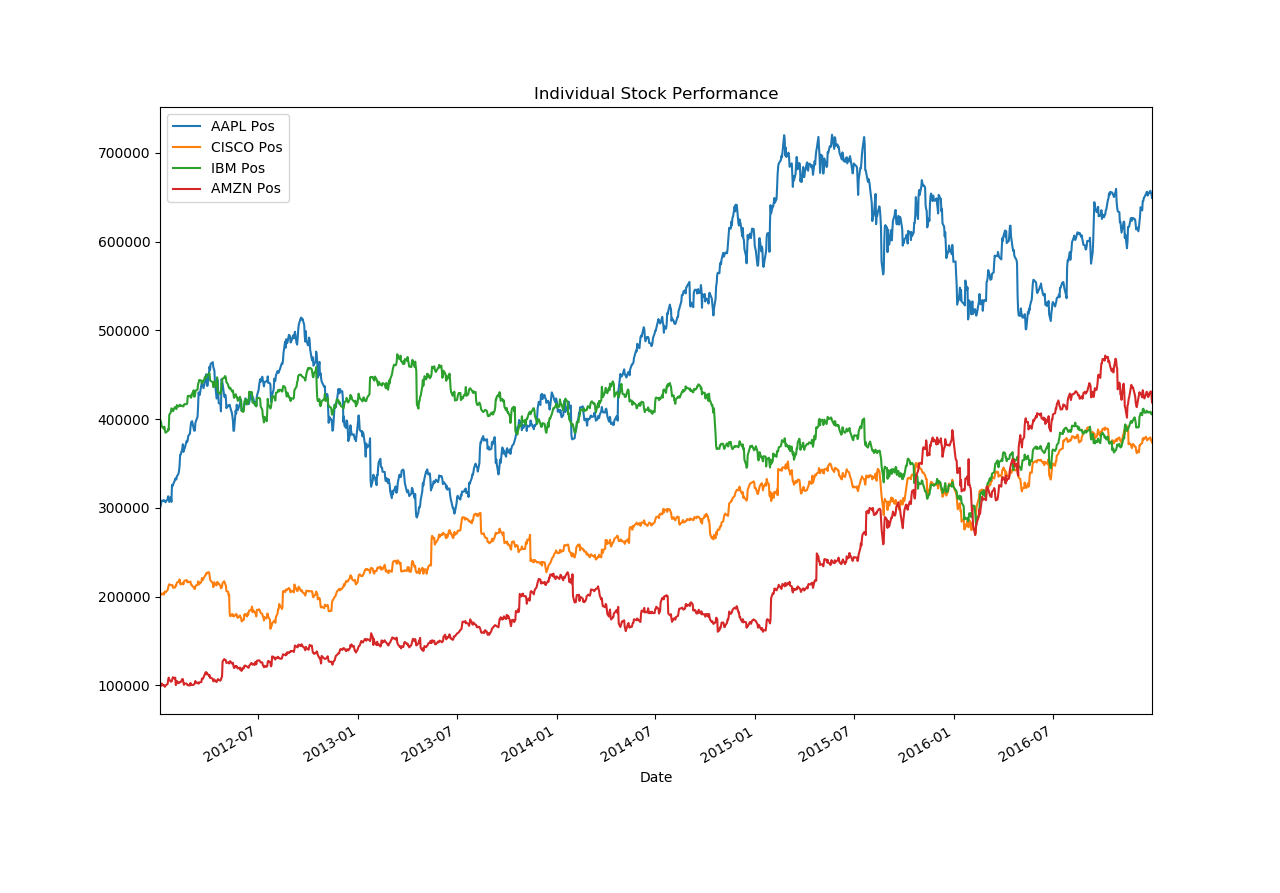 Individual Stock Performance
AAPL Pos
CISCO Pos
IBM Pos
AMZN Pos
700000
600000
500000
400000
300000
200000
100000
2012-07
2013-01
2013-07
2014-01
2014-07
2015-01
2015-07
2016-01
2016-07
Date